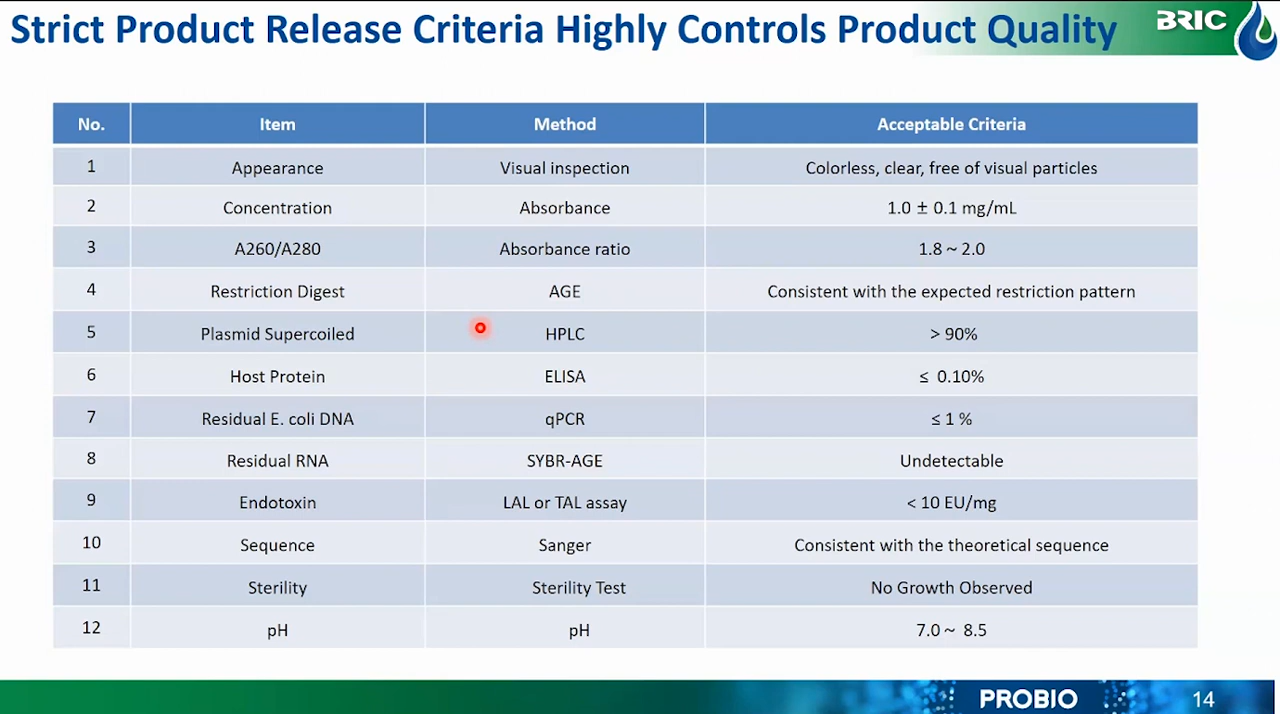 Strict Product Release Criteria Highly Controls Product Quality
BRIC
No. Item Method Acceptable Criteria
1 Appearance Visual inspection Colorless, clear, free of visual particles
2 Concentration Absorbance 1.0 ± 0.1 mg/mL
3 A260/A280 Absorbance ratio 1.8 ~ 2.0
4 Restriction Digest AGE Consistent with the expected restriction pattern
5 Plasmid Supercoiled HPLC > 90%
6 Host Protein ELISA ≤ 0.10%
7 Residual E. coli DNA qPCR ≤ 1 %
8 Residual RNA SYBR-AGE Undetectable
9 Endotoxin LAL or TAL assay < 10 EU/mg
10 Sequence Sanger Consistent with the theoretical sequence
11 Sterility Sterility Test No Growth Observed
12 pH pH 7.0 ~ 8.5
PROBIO 14